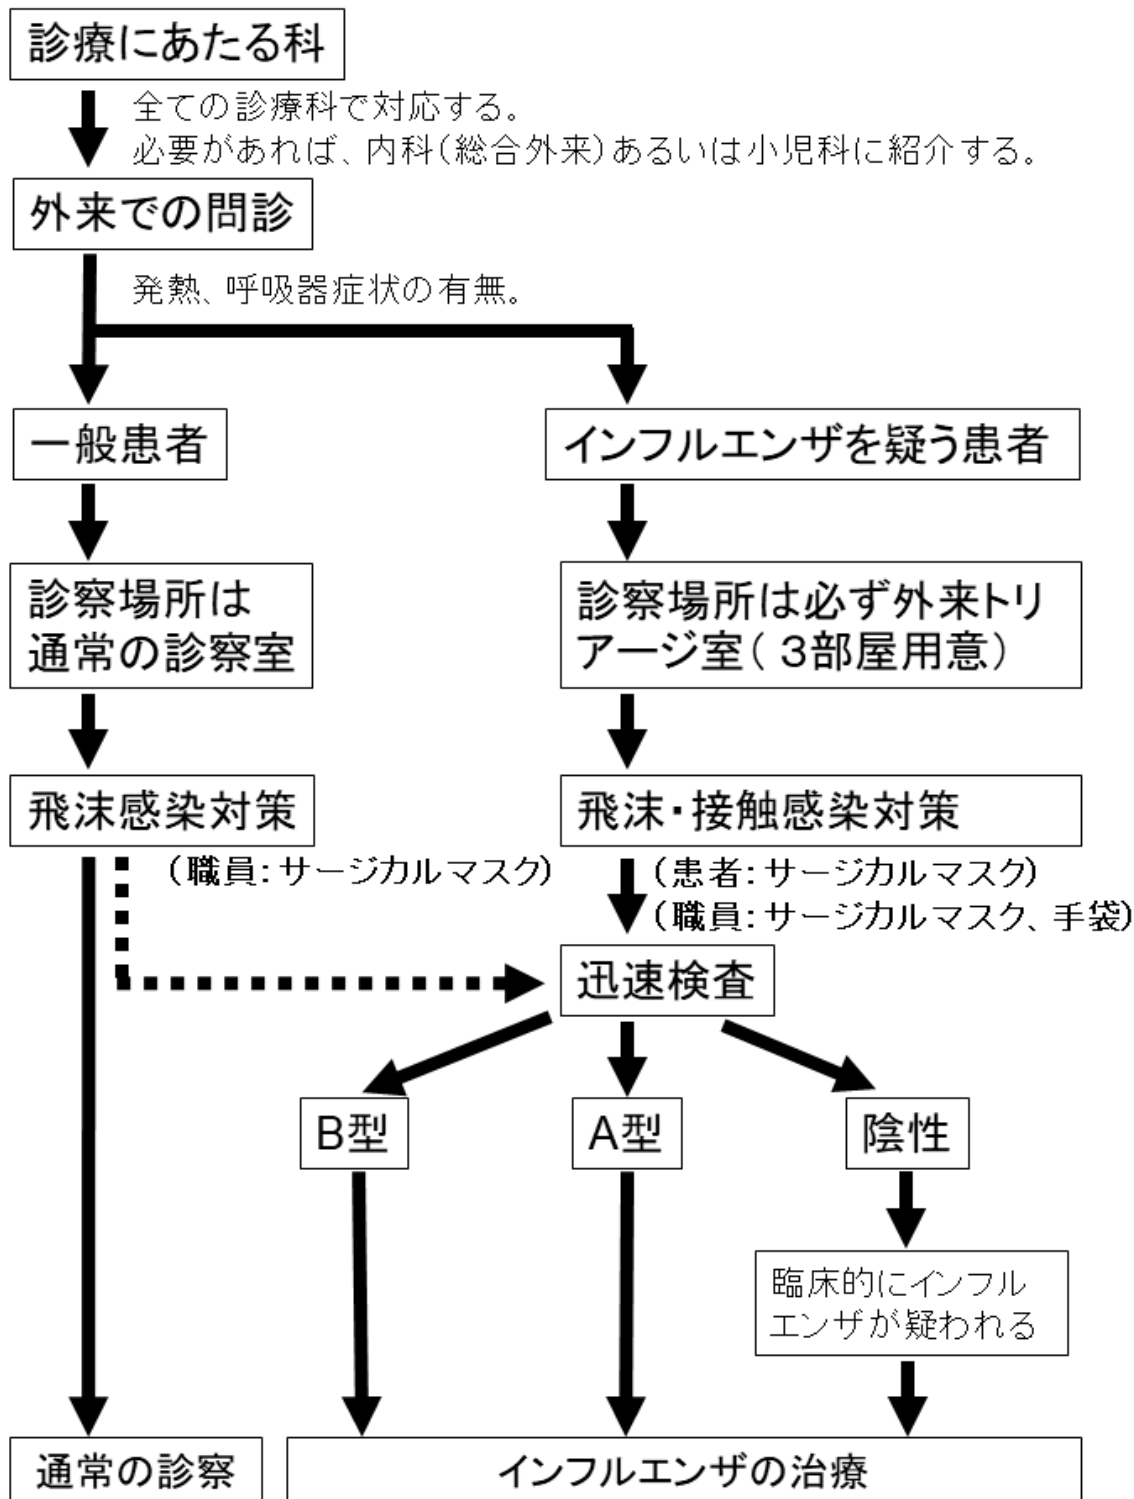 診療にあたる科
全ての診療科で対応する。
必要があれば、内科(総合外来)あるいは小児科に紹介する。
外来での問診
発熱、呼吸器症状の有無。
一般患者
インフルエンザを疑う患者
診察場所は
通常の診察室
診察場所は必ず外来トリ
アージ室(3部屋用意)
飛沫感染対策
飛沫・接触感染対策
(職員:サージカルマスク)
(患者:サージカルマスク)
(職員:サージカルマスク、手袋)
迅速検査
B型
A型
陰性
臨床的にインフル
エンザが疑われる
通常の診察
インフルエンザの治療